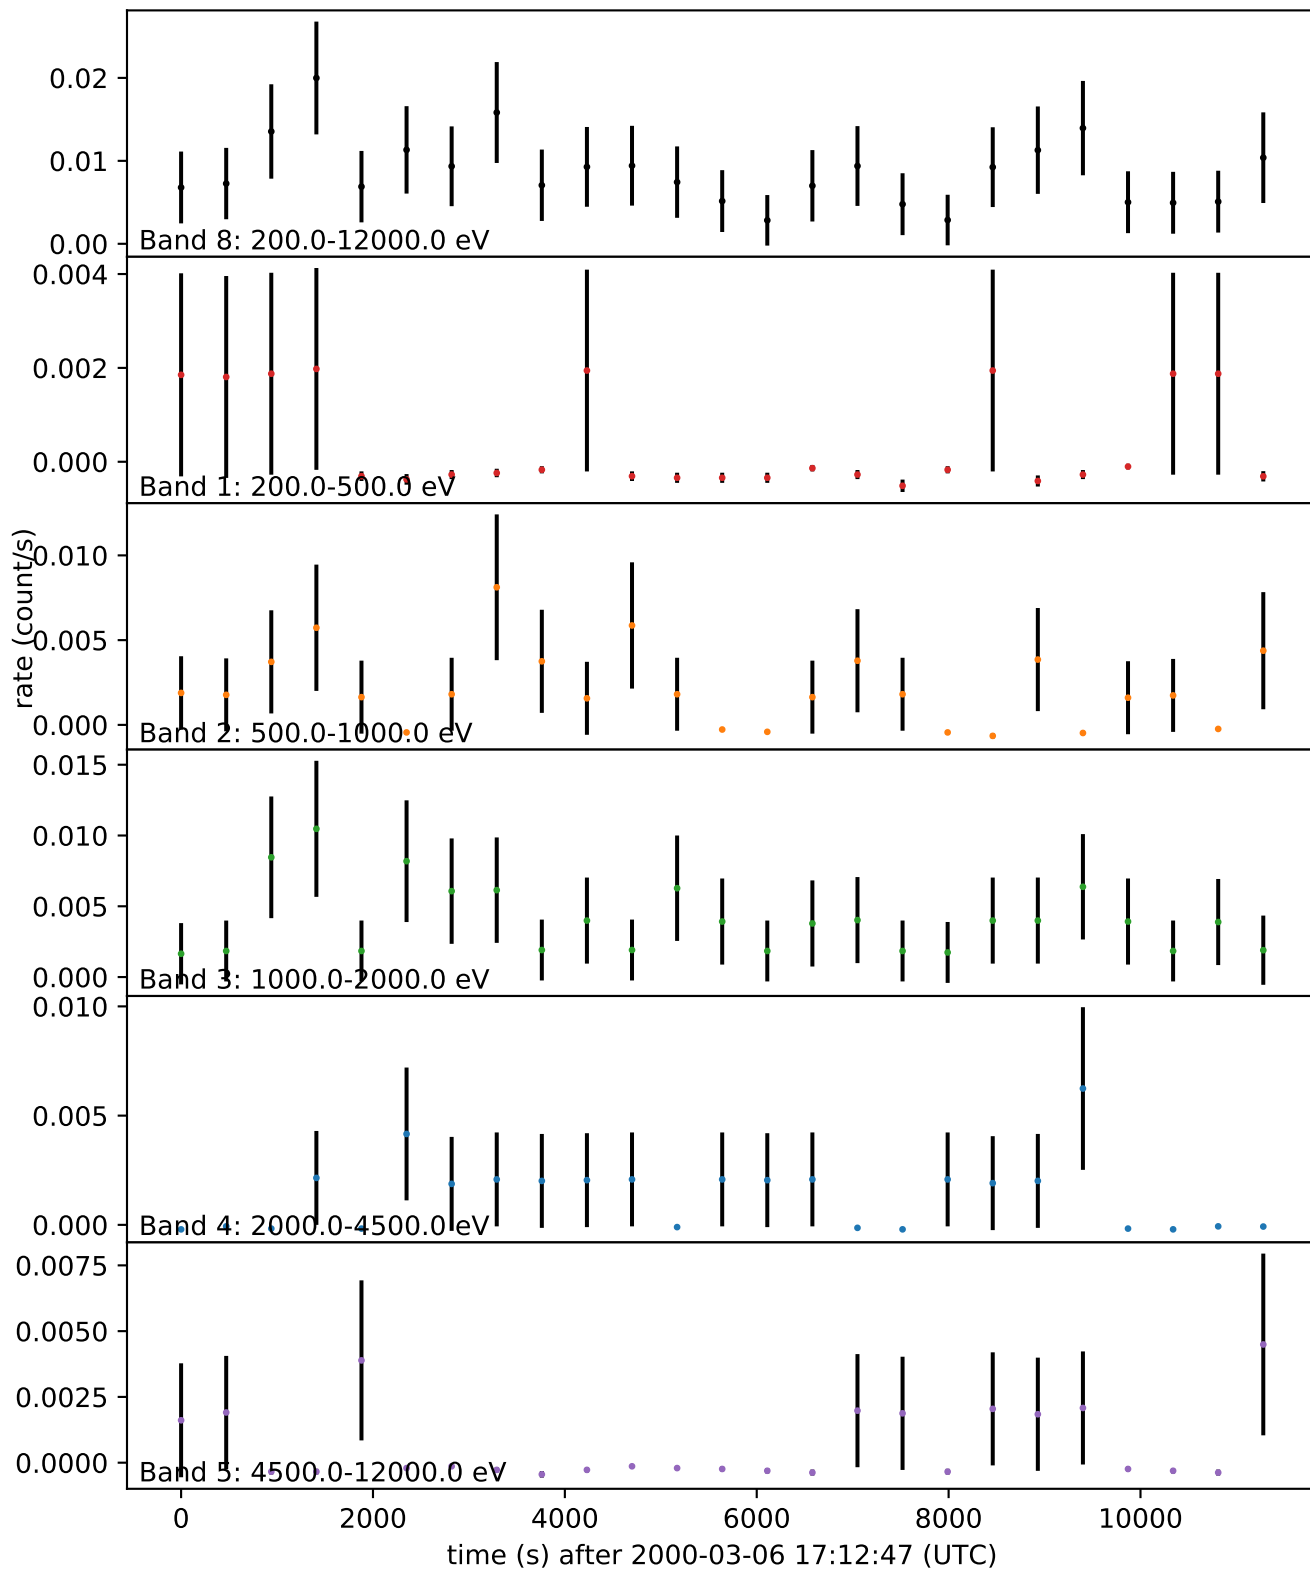 0.02
0.01
0.00
Band 8: 200.0-12000.0 eV
0.004
0.002
0.000
Band 1: 200.0-500.0 eV
rate (count/s)
0.010
0.005
0.000
Band 2: 500.0-1000.0 eV
0.015
0.010
0.005
0.000
Band 3: 1000.0-2000.0 eV
0.010
0.005
0.000
Band 4: 2000.0-4500.0 eV
0.0075
0.0050
0.0025
0.0000
Band 5: 4500.0-12000.0 eV
0 2000 4000 6000 8000 10000
time (s) after 2000-03-06 17:12:47 (UTC)